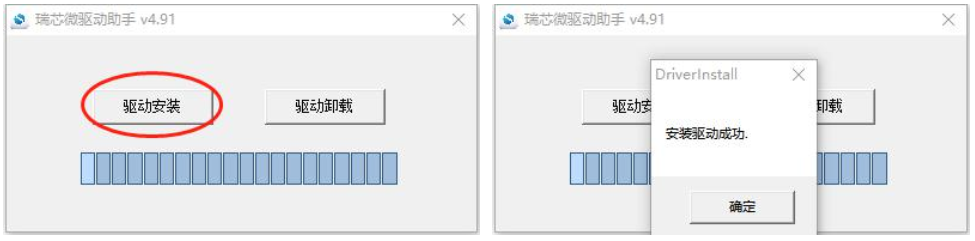 瑞芯微驱动助手 v4.91
驱动安装
驱动卸载
瑞芯微驱动助手 v4.91
驱动安
卸载
DriverInstall
安装驱动成功.
确定